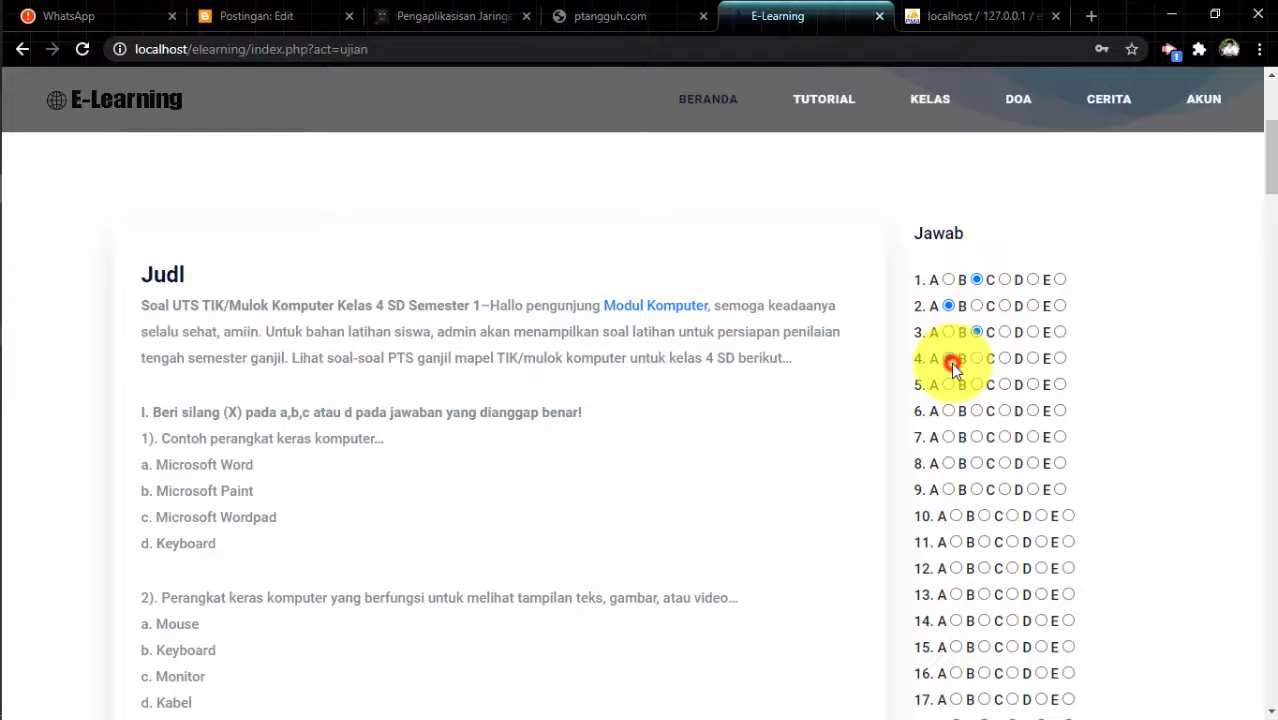 WhatsApp
Postingan: Edit
Pengaplikasisan Jaringa
ptangguh.com
E-Learning
localhost / 127.0.0.1 / e
localhost/elearning/index.php?act=ujian
E-Learning
BERANDA
TUTORIAL
KELAS
DOA
CERITA
AKUN
Judl
Soal UTS TIK/Mulok Komputer Kelas 4 SD Semester 1–Hallo pengunjung Modul Komputer, semoga keadaanya
selalu sehat, amiin. Untuk bahan latihan siswa, admin akan menampilkan soal latihan untuk persiapan penilaian
tengah semester ganjil. Lihat soal-soal PTS ganjil mapel TIK/mulok komputer untuk kelas 4 SD berikut...
I. Beri silang (X) pada a,b,c atau d pada jawaban yang dianggap benar!
1). Contoh perangkat keras komputer...
a. Microsoft Word
b. Microsoft Paint
c. Microsoft Wordpad
d. Keyboard
2). Perangkat keras komputer yang berfungsi untuk melihat tampilan teks, gambar, atau video...
a. Mouse
b. Keyboard
c. Monitor
d. Kabel
Jawab
1. A B C D E
2. A B C D E
3. A B C D E
4. A B C D E
5. A B C D E
6. A B C D E
7. A B C D E
8. A B C D E
9. A B C D E
10. A B C D E
11. A B C D E
12. A B C D E
13. A B C D E
14. A B C D E
15. A B C D E
16. A B C D E
17. A B C D E